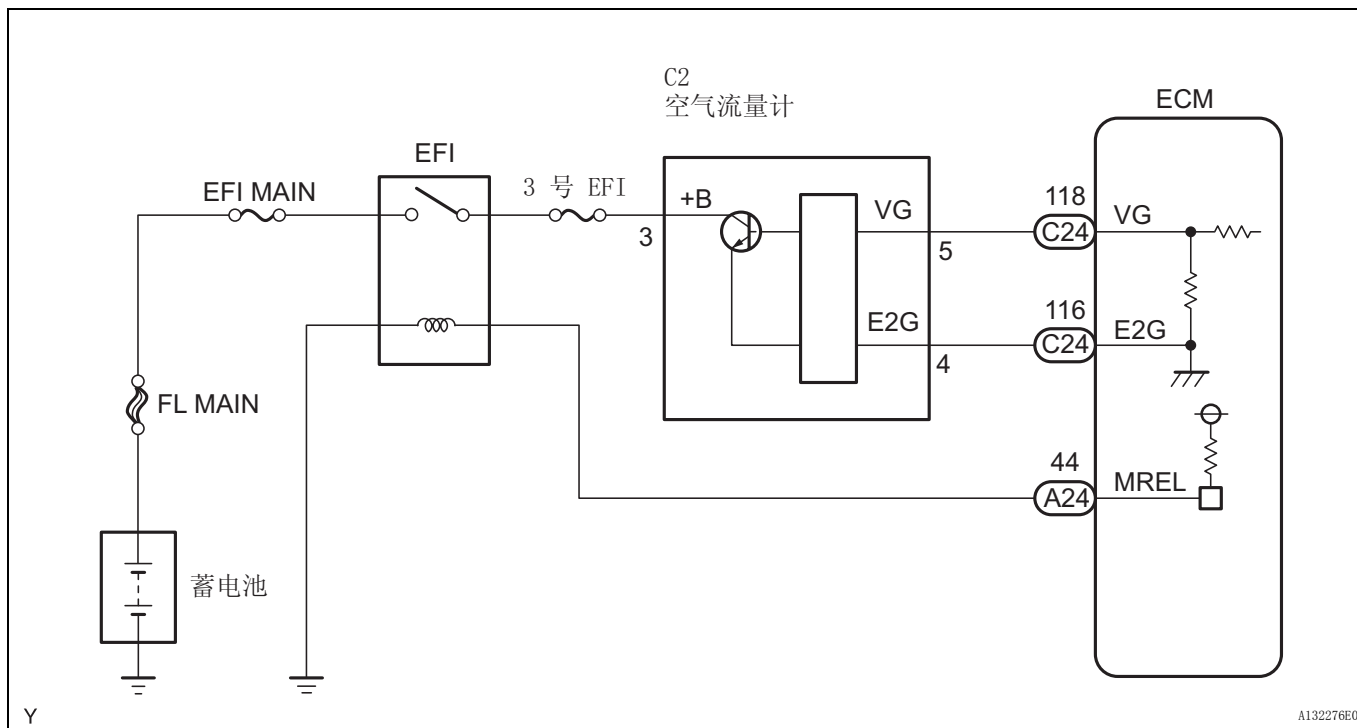 C2
空气流量计
ECM
EFI
EFI MAIN
3 号 EFI
+B
3
VG
5
118
C24
VG
E2G
4
116
C24
E2G
FL MAIN
44
A24
MREL
蓄电池
Y
A132276E0